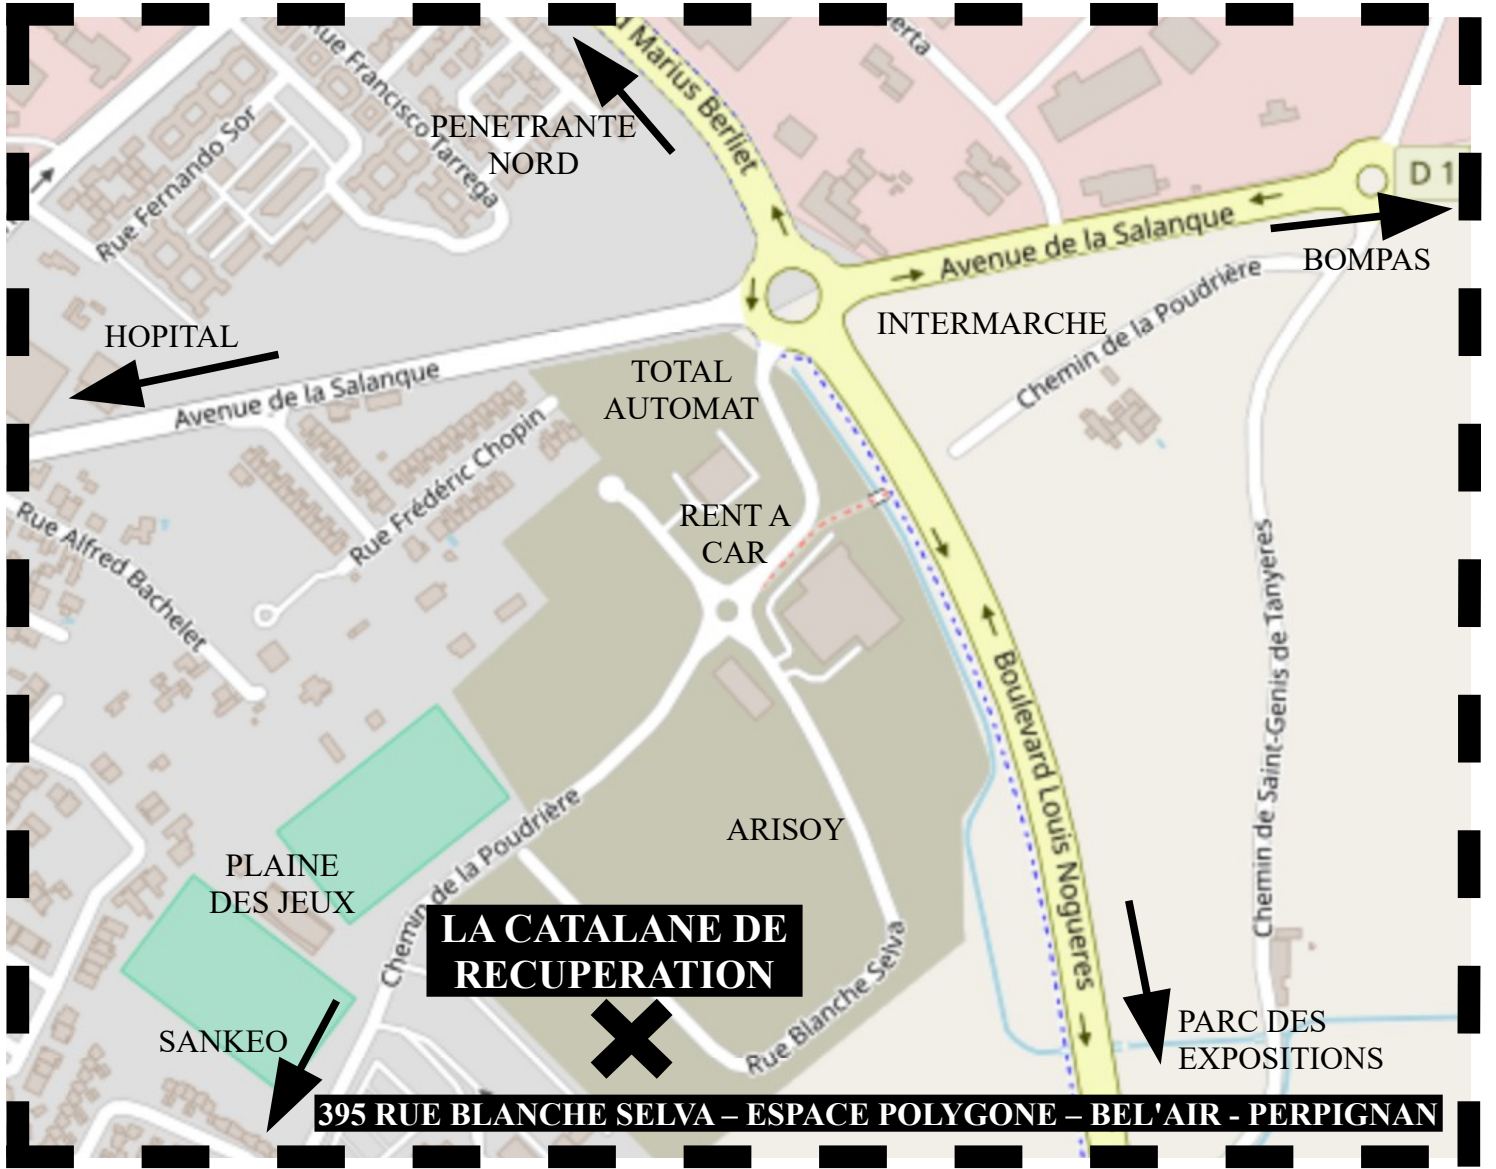 d Marius Berliet
erta
Rue Francisco Tarrega
PENETRANTE
NORD
Rue Fernando Sor
D 1
Avenue de la Salanque
BOMPAS
HOPITAL
INTERMARCHE
Chemin de la Poudrière
TOTAL
AUTOMAT
Avenue de la Salanque
Rue Frédéric Chopin
RENT A
CAR
Rue Alfred Bachelet
Boulevard Louis Nogueres
Chemin de Saint-Genis de Tanyeres
ARISOY
PLAINE
DES JEUX
Chemin de la Poudrière
LA CATALANE DE
RECUPERATION
Rue Blanche Selva
SANKEO
PARC DES
EXPOSITIONS
395 RUE BLANCHE SELVA – ESPACE POLYGONE – BEL'AIR - PERPIGNAN